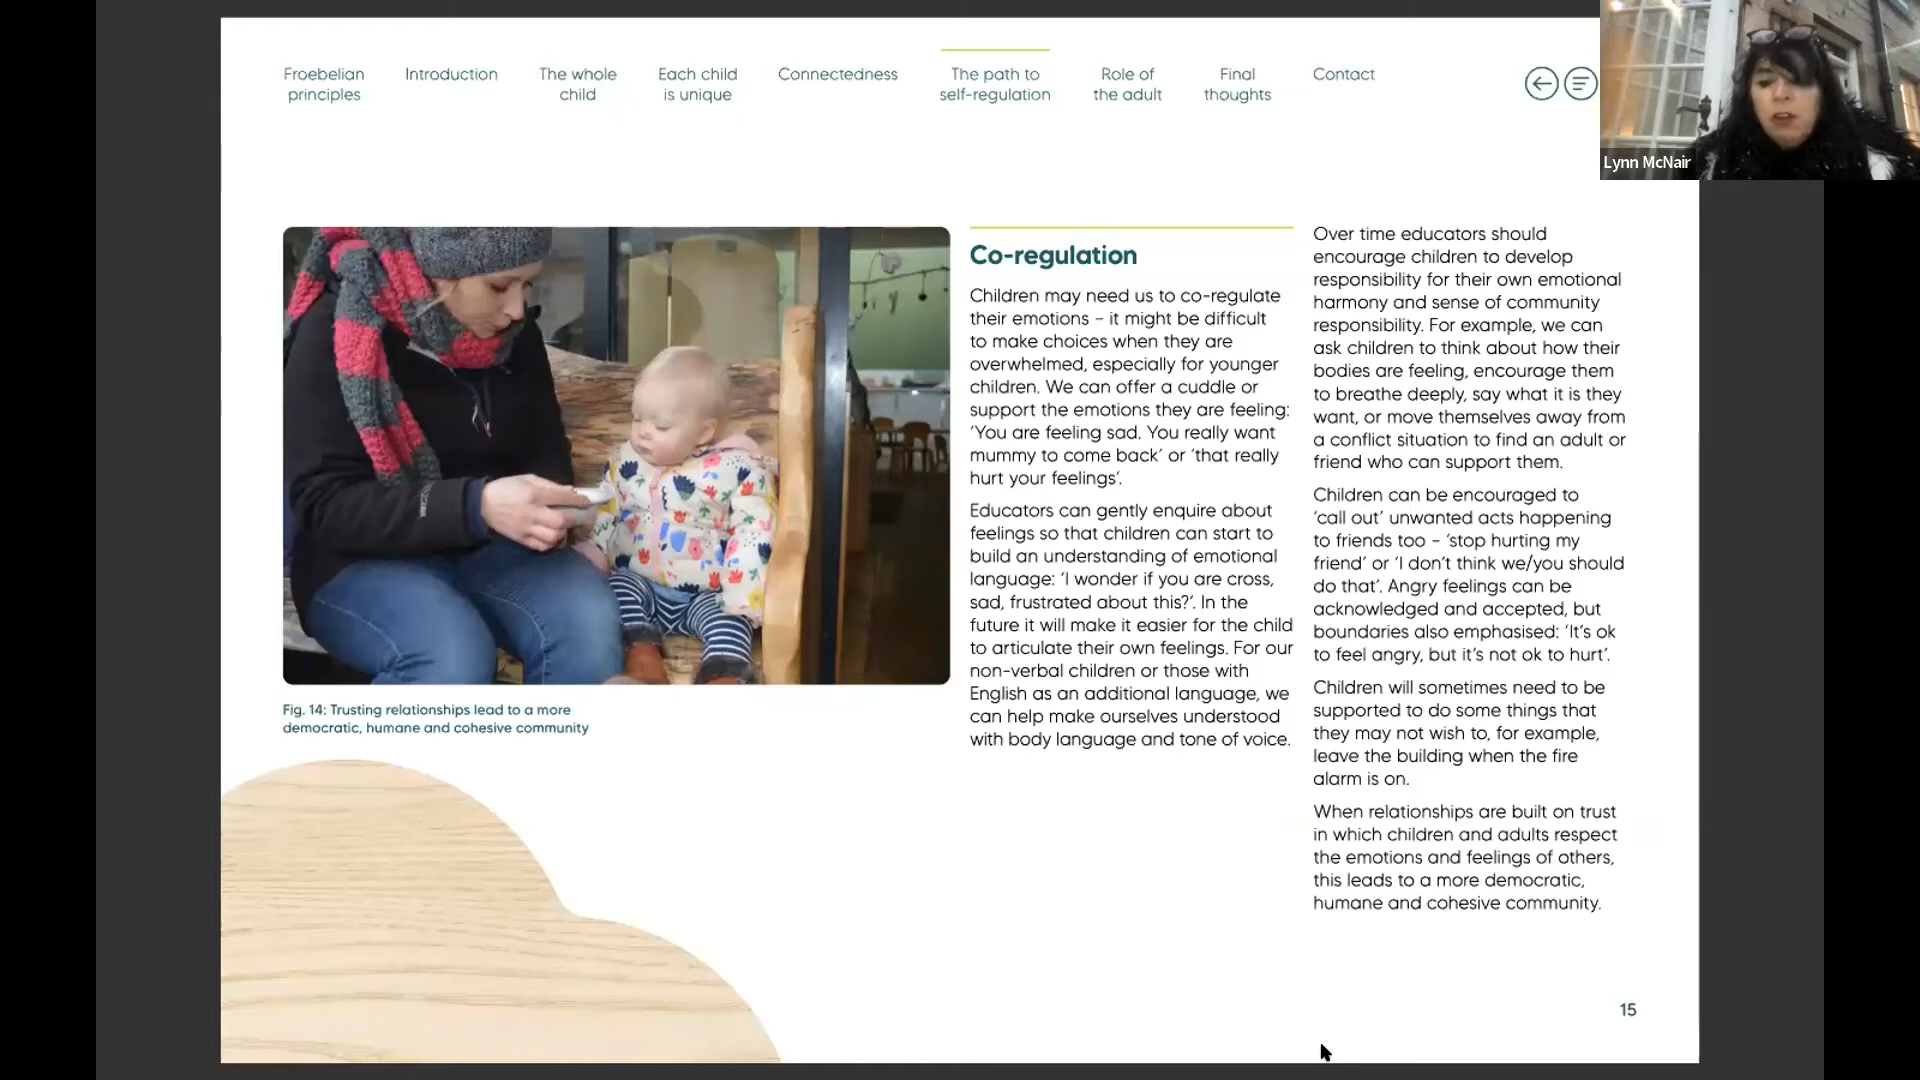 Froebelian
principles
Introduction
The whole
child
Each child
is unique
Connectedness
The path to
self-regulation
Role of
the adult
Final
thoughts
Contact
Lynn McNair
Fig. 14: Trusting relationships lead to a more
democratic, humane and cohesive community
Co-regulation
Children may need us to co-regulate
their emotions – it might be difficult
to make choices when they are
overwhelmed, especially for younger
children. We can offer a cuddle or
support the emotions they are feeling:
‘You are feeling sad. You really want
mummy to come back’ or ‘that really
hurt your feelings’.
Educators can gently enquire about
feelings so that children can start to
build an understanding of emotional
language: ‘I wonder if you are cross,
sad, frustrated about this?’. In the
future it will make it easier for the child
to articulate their own feelings. For our
non-verbal children or those with
English as an additional language, we
can help make ourselves understood
with body language and tone of voice.
Over time educators should
encourage children to develop
responsibility for their own emotional
harmony and sense of community
responsibility. For example, we can
ask children to think about how their
bodies are feeling, encourage them
to breathe deeply, say what it is they
want, or move themselves away from
a conflict situation to find an adult or
friend who can support them.
Children can be encouraged to
‘call out’ unwanted acts happening
to friends too – ‘stop hurting my
friend’ or ‘I don’t think we/you should
do that’. Angry feelings can be
acknowledged and accepted, but
boundaries also emphasised: ‘It’s ok
to feel angry, but it’s not ok to hurt’.
Children will sometimes need to be
supported to do some things that
they may not wish to, for example,
leave the building when the fire
alarm is on.
When relationships are built on trust
in which children and adults respect
the emotions and feelings of others,
this leads to a more democratic,
humane and cohesive community.
15